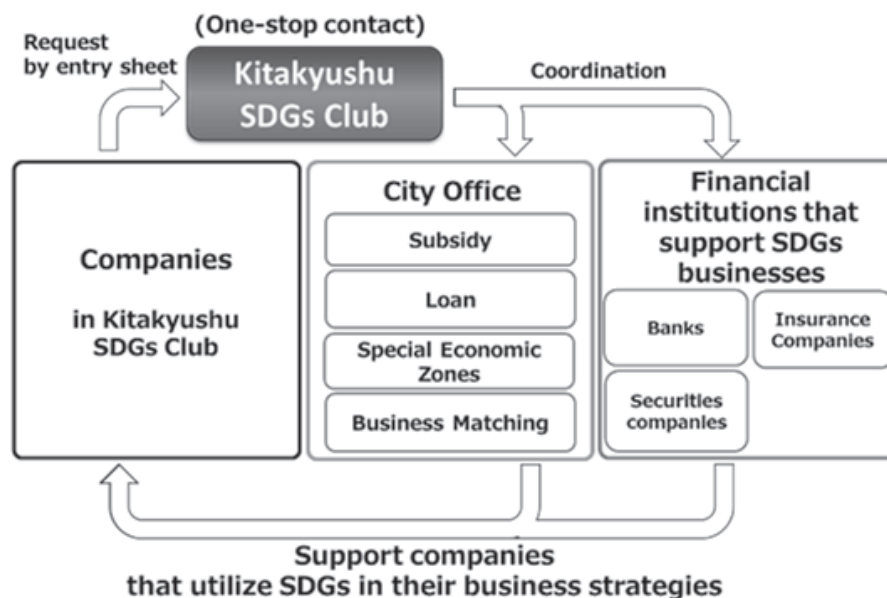 (One-stop contact)
Request
by entry sheet
Kitakyushu
SDGs Club
Coordination
Companies
in Kitakyushu
SDGs Club
City Office
Subsidy
Loan
Special Economic
Zones
Business Matching
Financial
institutions that
support SDGs
businesses
Banks
Insurance
Companies
Securities
companies
Support companies
that utilize SDGs in their business strategies